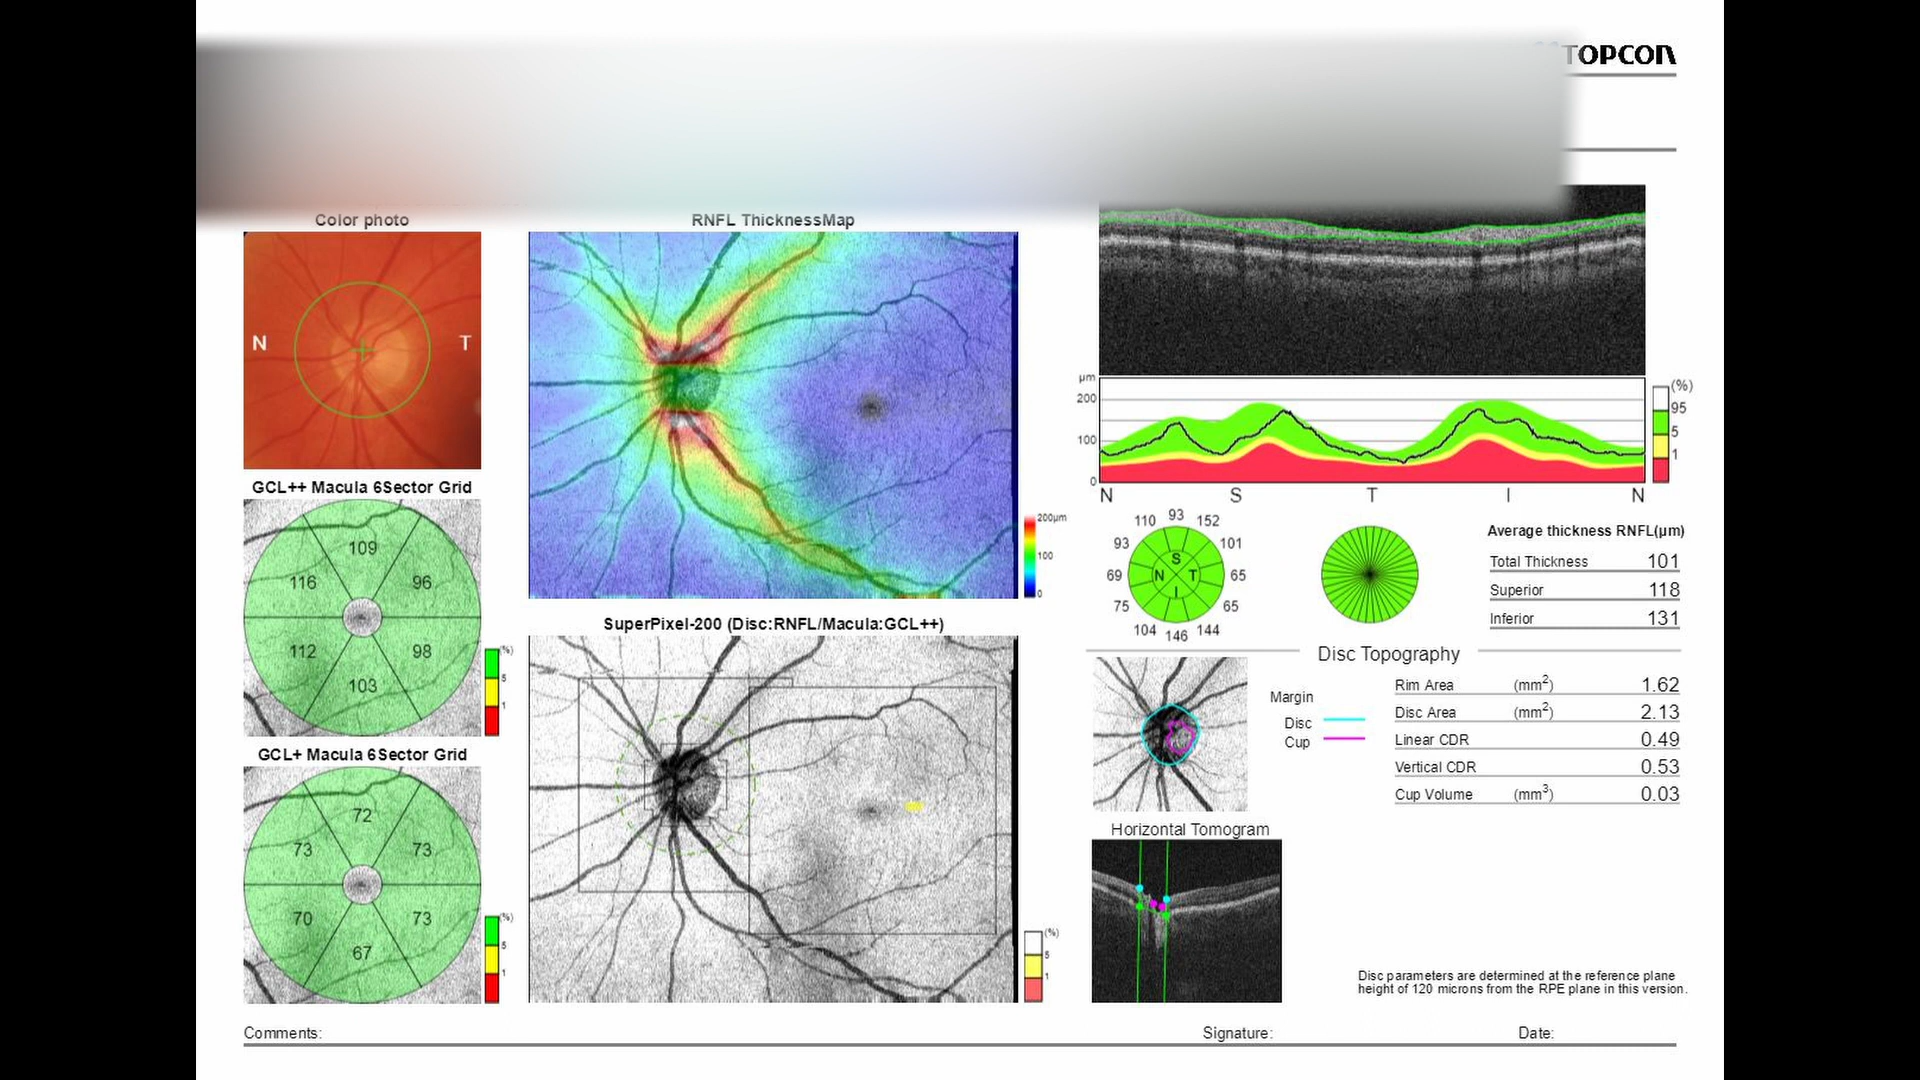 TOPCON
Color photo
N
T
RNFL ThicknessMap
200µm
100
0
GCL++ Macula 6Sector Grid
109
116
96
112
98
103
(%)
5
1
GCL+ Macula 6Sector Grid
72
73
73
70
73
67
(%)
5
1
SuperPixel-200 (Disc:RNFL/Macula:GCL++)
(%)
5
1
µm
200
100
0
N S T I N
(%)
95
5
1
110 93 152
93 101
69 65
75 65
104 146 144
S
N T
I
Average thickness RNFL(µm)
Total Thickness 101
Superior 118
Inferior 131
Disc Topography
Margin
Disc
Cup
Rim Area (mm²) 1.62
Disc Area (mm²) 2.13
Linear CDR 0.49
Vertical CDR 0.53
Cup Volume (mm³) 0.03
Horizontal Tomogram
Disc parameters are determined at the reference plane
height of 120 microns from the RPE plane in this version.
Comments: Signature: Date: